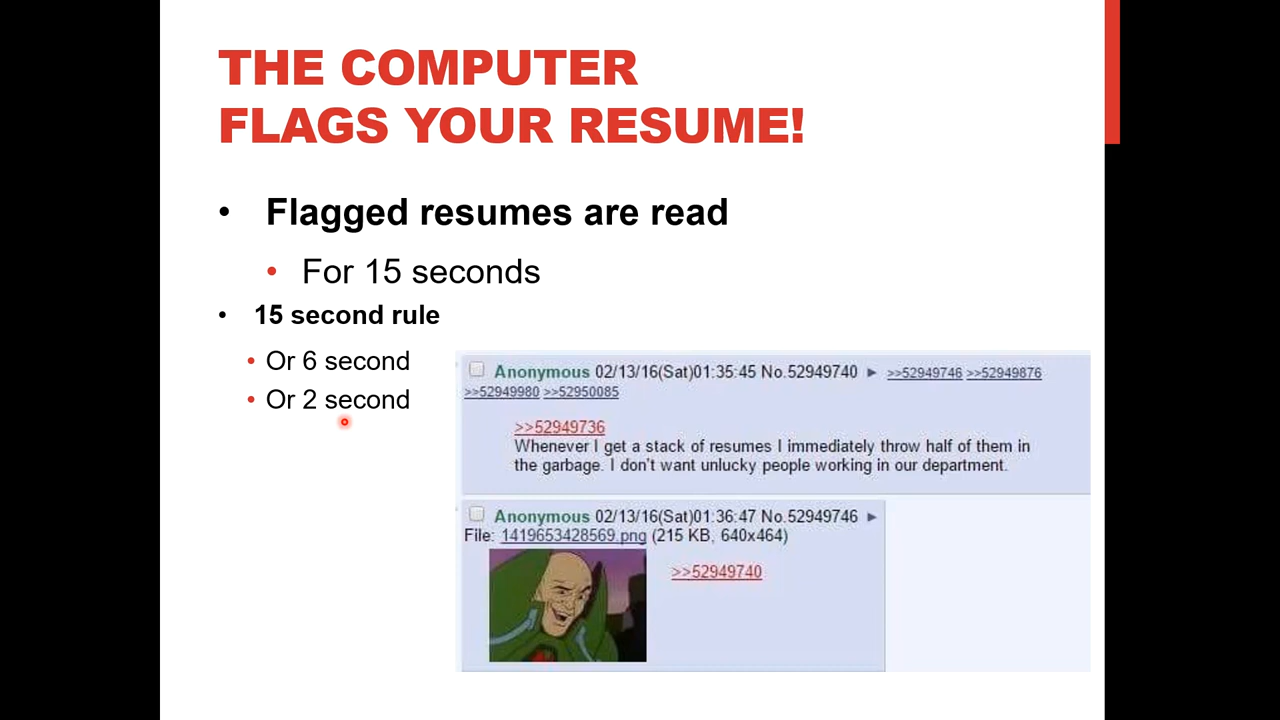 THE COMPUTER
FLAGS YOUR RESUME!
• Flagged resumes are read
• For 15 seconds
• 15 second rule
• Or 6 second
• Or 2 second
Anonymous 02/13/16(Sat)01:35:45 No.52949740 ► >>52949746 >>52949876
>>52949980 >>52950085
>>52949736
Whenever I get a stack of resumes I immediately throw half of them in
the garbage. I don't want unlucky people working in our department.
Anonymous 02/13/16(Sat)01:36:47 No.52949746 ►
File: 1419653428569.png (215 KB, 640x464)
>>52949740